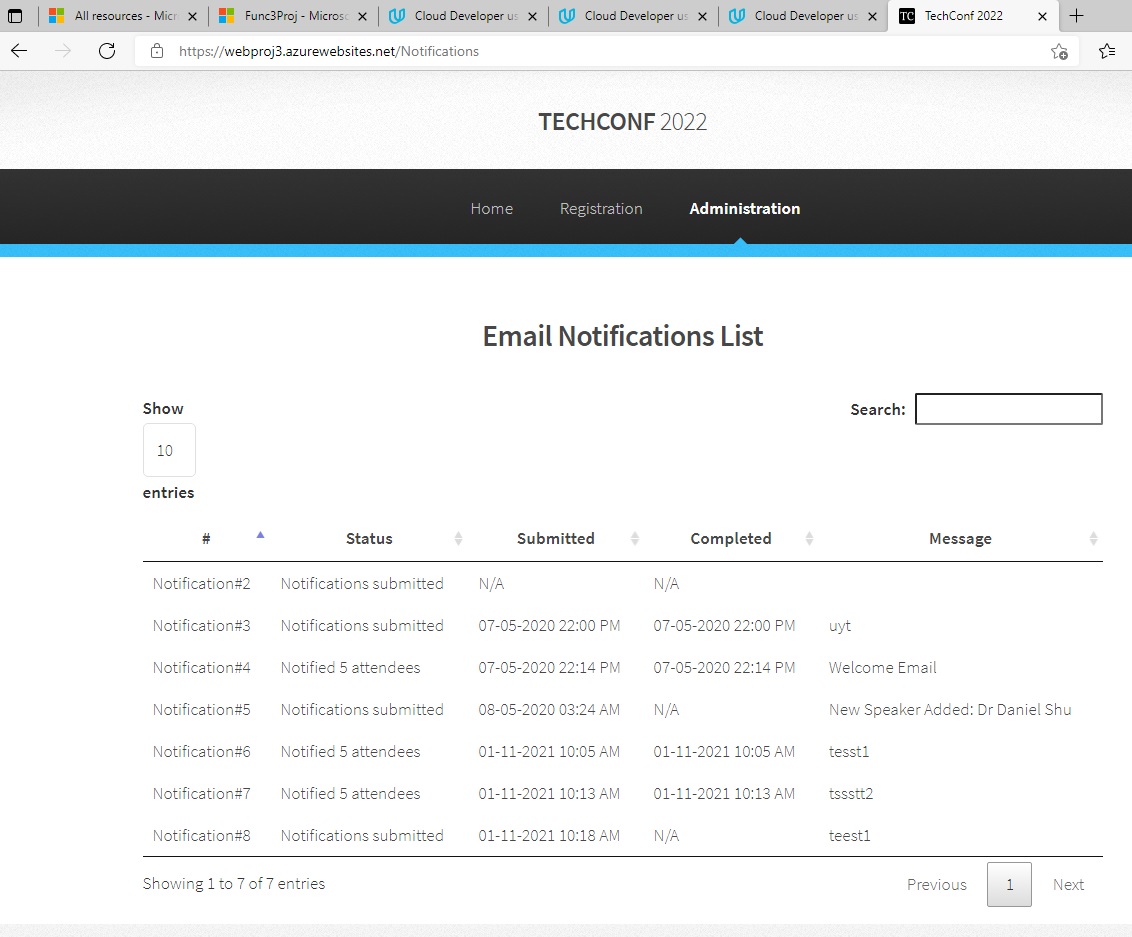 All resources - Micr
Func3Proj - Microso
Cloud Developer us
Cloud Developer us
Cloud Developer us
TC TechConf 2022
https://webproj3.azurewebsites.net/Notifications
TECHCONF 2022
Home Registration Administration
Email Notifications List
Show
10
entries
Search:
# Status Submitted Completed Message
Notification#2 Notifications submitted N/A N/A
Notification#3 Notifications submitted 07-05-2020 22:00 PM 07-05-2020 22:00 PM uyt
Notification#4 Notified 5 attendees 07-05-2020 22:14 PM 07-05-2020 22:14 PM Welcome Email
Notification#5 Notifications submitted 08-05-2020 03:24 AM N/A New Speaker Added: Dr Daniel Shu
Notification#6 Notified 5 attendees 01-11-2021 10:05 AM 01-11-2021 10:05 AM tesst1
Notification#7 Notified 5 attendees 01-11-2021 10:13 AM 01-11-2021 10:13 AM tssstt2
Notification#8 Notifications submitted 01-11-2021 10:18 AM N/A teest1
Showing 1 to 7 of 7 entries
Previous 1 Next